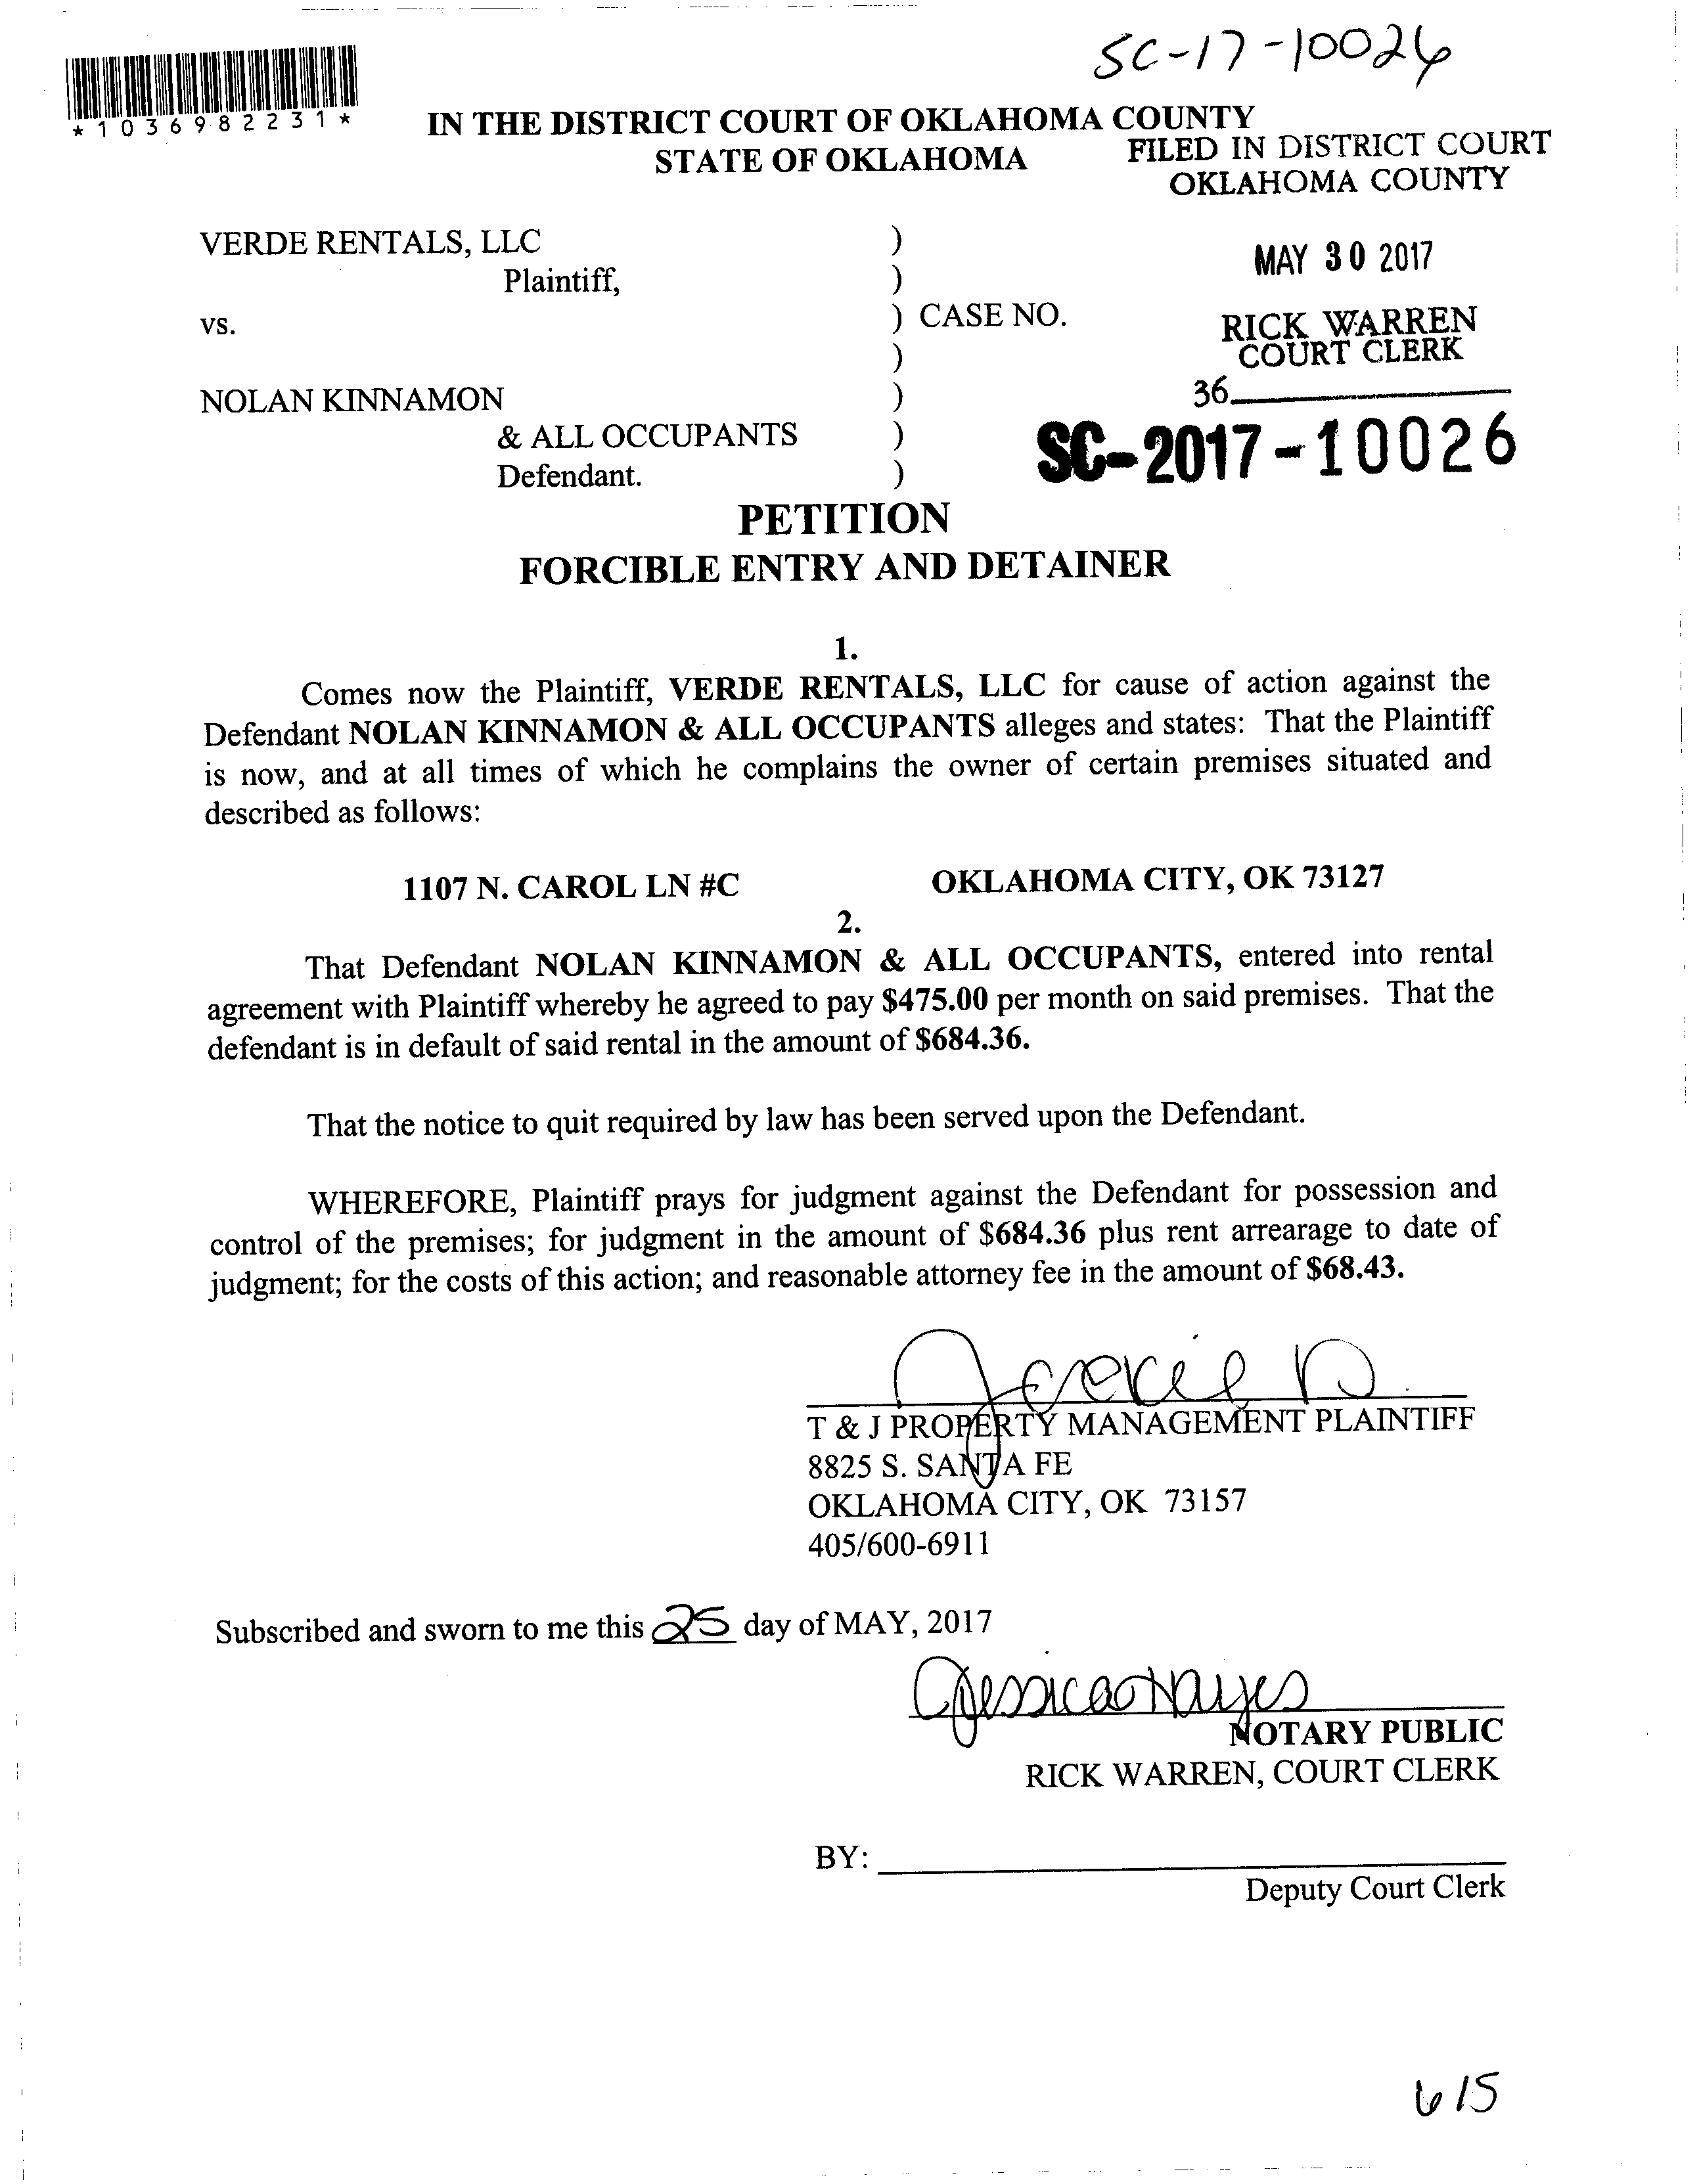 SC-17-10026
*1036982231*
IN THE DISTRICT COURT OF OKLAHOMA COUNTY
STATE OF OKLAHOMA
FILED IN DISTRICT COURT
OKLAHOMA COUNTY
VERDE RENTALS, LLC )
Plaintiff, )
MAY 30 2017
vs. ) CASE NO.
)
RICK WARREN
COURT CLERK
36
NOLAN KINNAMON )
& ALL OCCUPANTS )
Defendant. )
SC-2017-10026
PETITION
FORCIBLE ENTRY AND DETAINER
1.
Comes now the Plaintiff, VERDE RENTALS, LLC for cause of action against the
Defendant NOLAN KINNAMON & ALL OCCUPANTS alleges and states: That the Plaintiff
is now, and at all times of which he complains the owner of certain premises situated and
described as follows:
1107 N. CAROL LN #C OKLAHOMA CITY, OK 73127
2.
That Defendant NOLAN KINNAMON & ALL OCCUPANTS, entered into rental
agreement with Plaintiff whereby he agreed to pay $475.00 per month on said premises. That the
defendant is in default of said rental in the amount of $684.36.
That the notice to quit required by law has been served upon the Defendant.
WHEREFORE, Plaintiff prays for judgment against the Defendant for possession and
control of the premises; for judgment in the amount of $684.36 plus rent arrearage to date of
judgment; for the costs of this action; and reasonable attorney fee in the amount of $68.43.
T & J PROPERTY MANAGEMENT PLAINTIFF
8825 S. SANTA FE
OKLAHOMA CITY, OK 73157
405/600-6911
Subscribed and sworn to me this 25 day of MAY, 2017
Jessica Hayes
NOTARY PUBLIC
RICK WARREN, COURT CLERK
BY:
Deputy Court Clerk
615